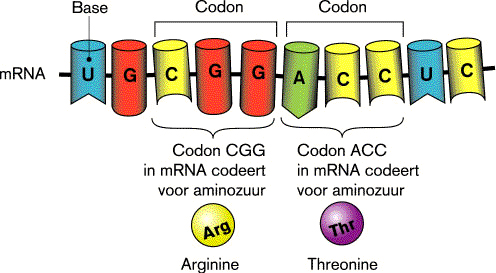 Base
Codon
Codon
mRNA
U G C G G A C C U C
Codon CGG
in mRNA codeert
voor aminozuur
Codon ACC
in mRNA codeert
voor aminozuur
Arg
Thr
Arginine
Threonine